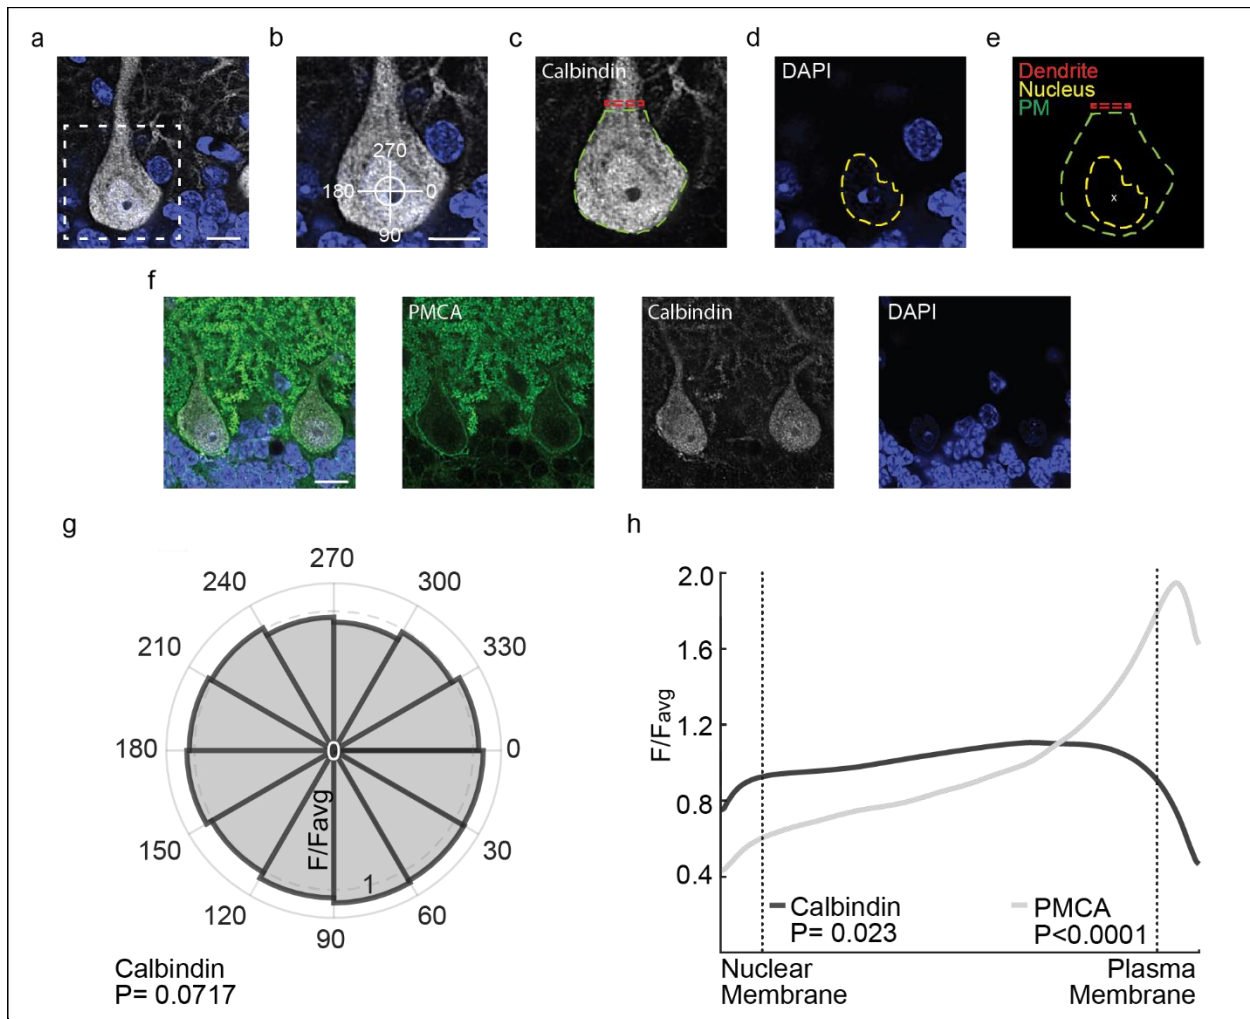 a
b
c
d
e
270
180
0
90
Calbindin
DAPI
Dendrite
Nucleus
PM
x
f
PMCA
Calbindin
DAPI
g
270
240
300
210
330
180
0
0
150
30
120
60
90
F/Favg
1
Calbindin
P= 0.0717
h
2.0
1.6
1.2
0.8
0.4
F/Favg
Calbindin
P= 0.023
PMCA
P<0.0001
Nuclear
Membrane
Plasma
Membrane